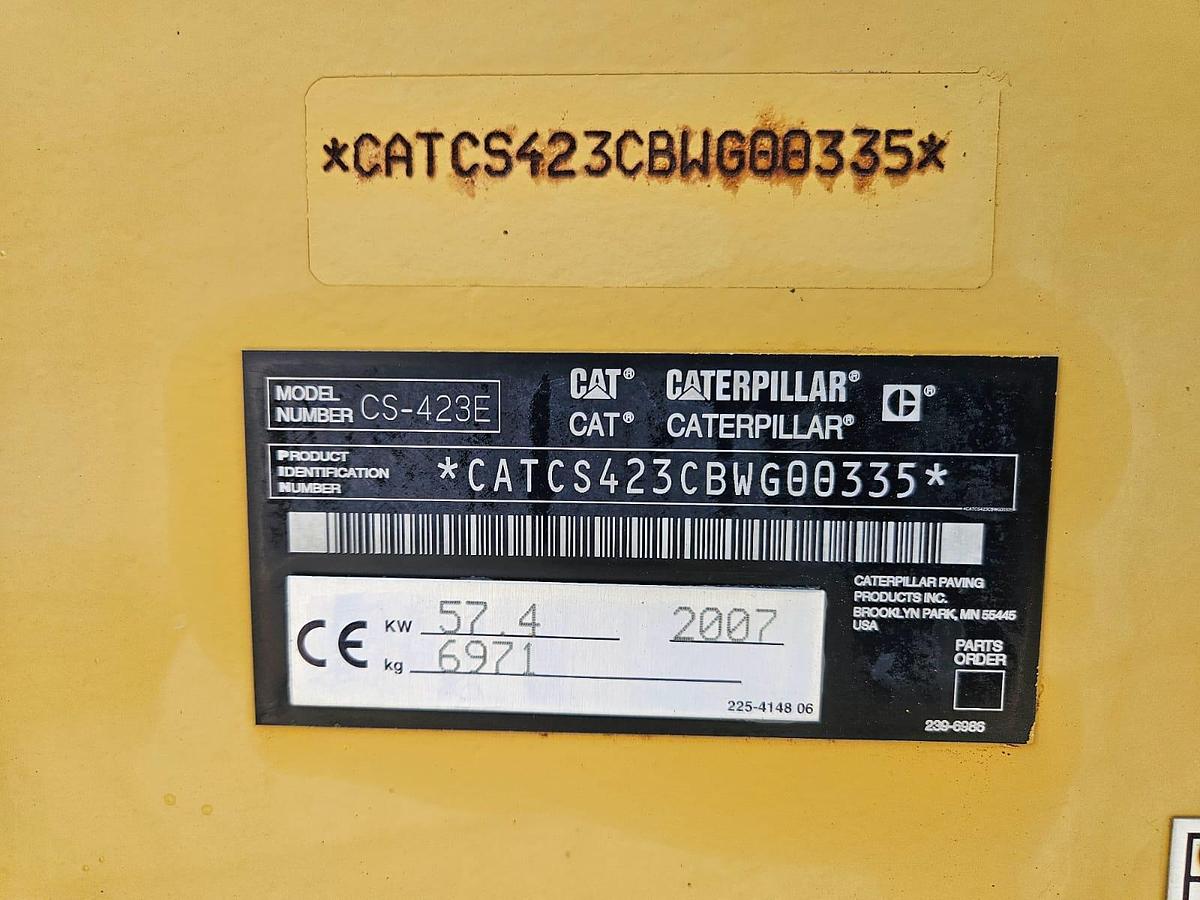 *CATCS423CBWG00335*
MODEL NUMBER CS-423E
CAT® CATERPILLAR® C®
CAT® CATERPILLAR®
PRODUCT IDENTIFICATION NUMBER *CATCS423CBWG00335*
*CATCS423CBWG00335*
CE KW 57.4 2007
kg 6971
225-4148 06
CATERPILLAR PAVING
PRODUCTS INC.
BROOKLYN PARK, MN 55445
USA
PARTS
ORDER
239-6986